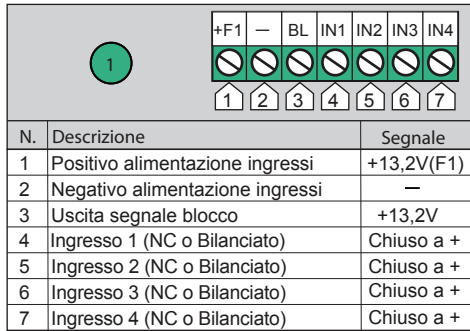 +F1 — BL IN1 IN2 IN3 IN4
1
1 2 3 4 5 6 7
N. Descrizione Segnale
1 Positivo alimentazione ingressi +13,2V(F1)
2 Negativo alimentazione ingressi —
3 Uscita segnale blocco +13,2V
4 Ingresso 1 (NC o Bilanciato) Chiuso a +
5 Ingresso 2 (NC o Bilanciato) Chiuso a +
6 Ingresso 3 (NC o Bilanciato) Chiuso a +
7 Ingresso 4 (NC o Bilanciato) Chiuso a +